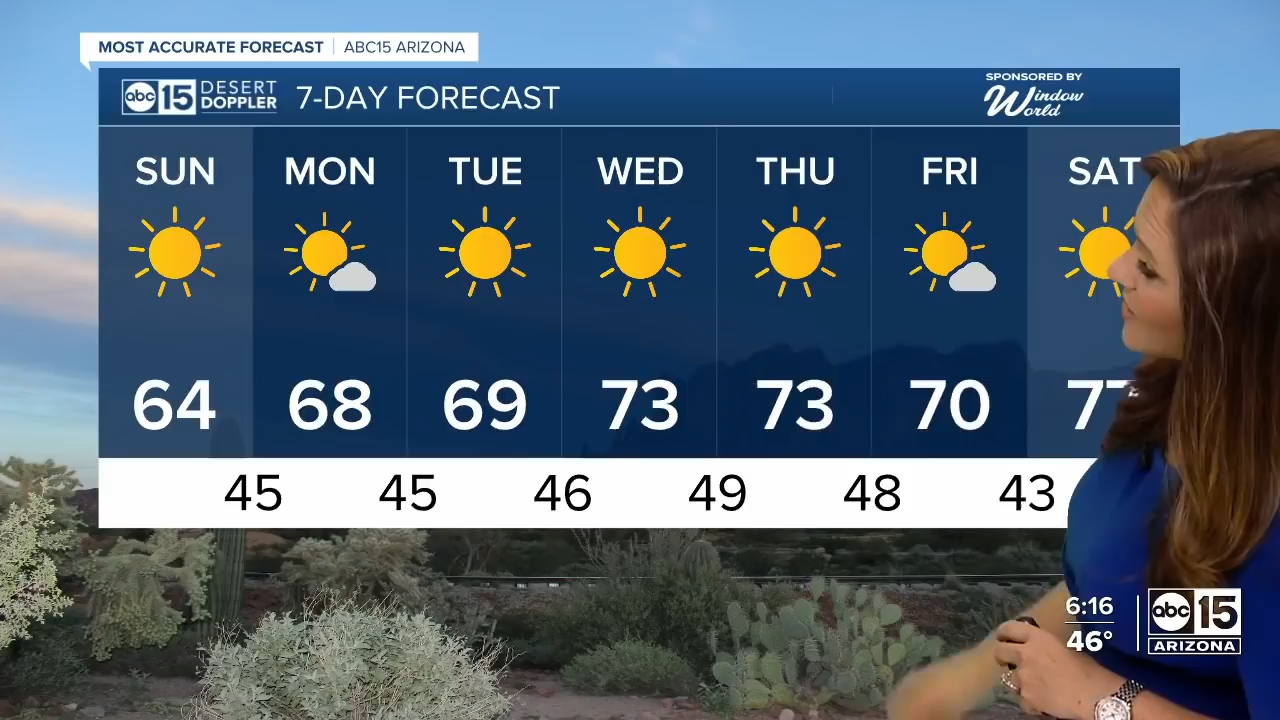 MOST ACCURATE FORECAST | ABC15 ARIZONA
abc 15 DESERT DOPPLER 7-DAY FORECAST
SPONSORED BY
Window World
SUN MON TUE WED THU FRI SAT
64 68 69 73 73 70
45 45 46 49 48 43
6:16
46°
abc 15
ARIZONA